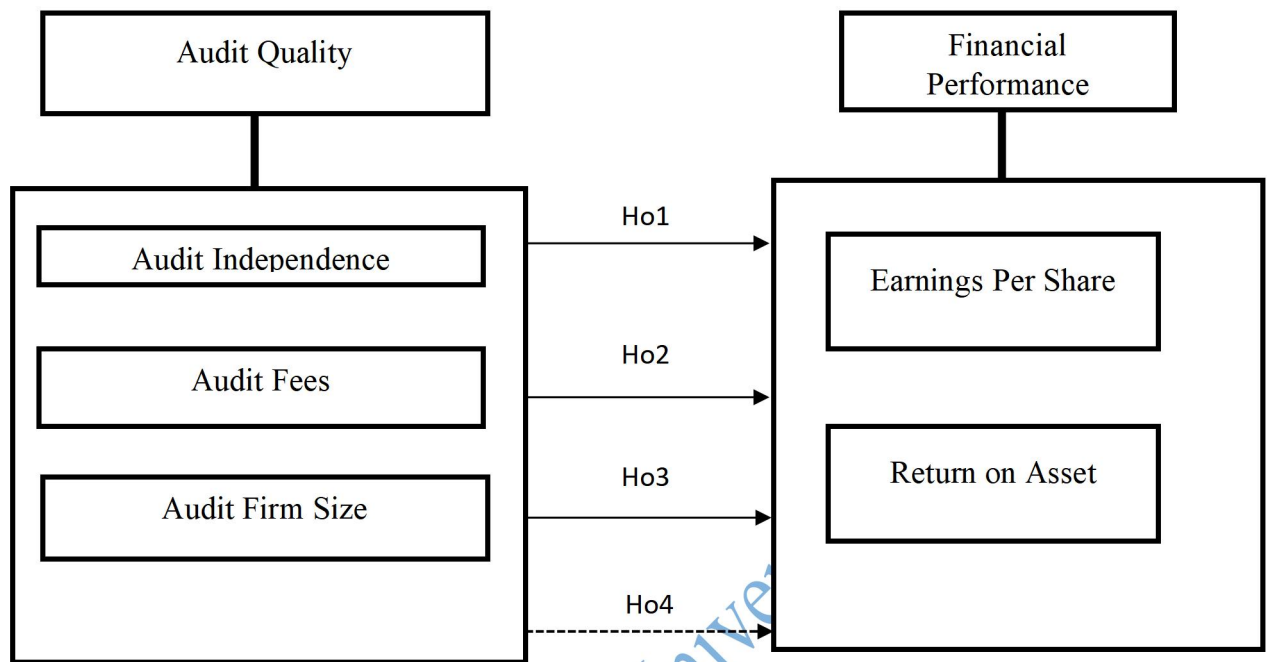 Audit Quality
Financial
Performance
Audit Independence
Audit Fees
Audit Firm Size
Ho1
Ho2
Ho3
Ho4
Earnings Per Share
Return on Asset